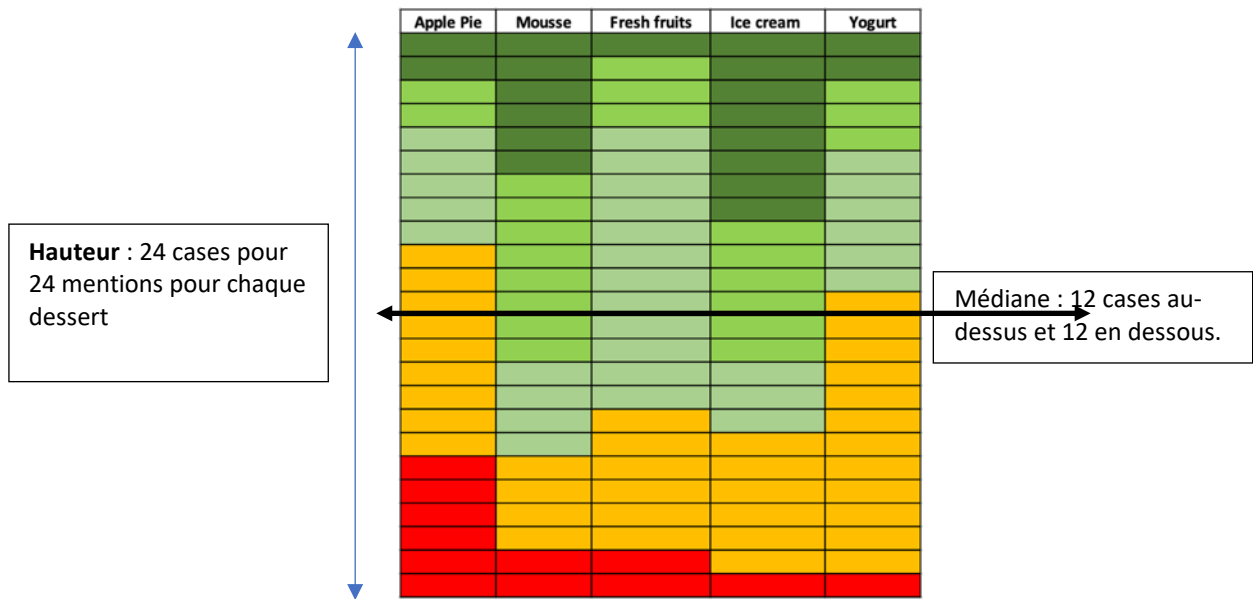 Apple Pie Mousse Fresh fruits Ice cream Yogurt
Hauteur : 24 cases pour
24 mentions pour chaque
dessert
Médiane : 12 cases au-
dessus et 12 en dessous.